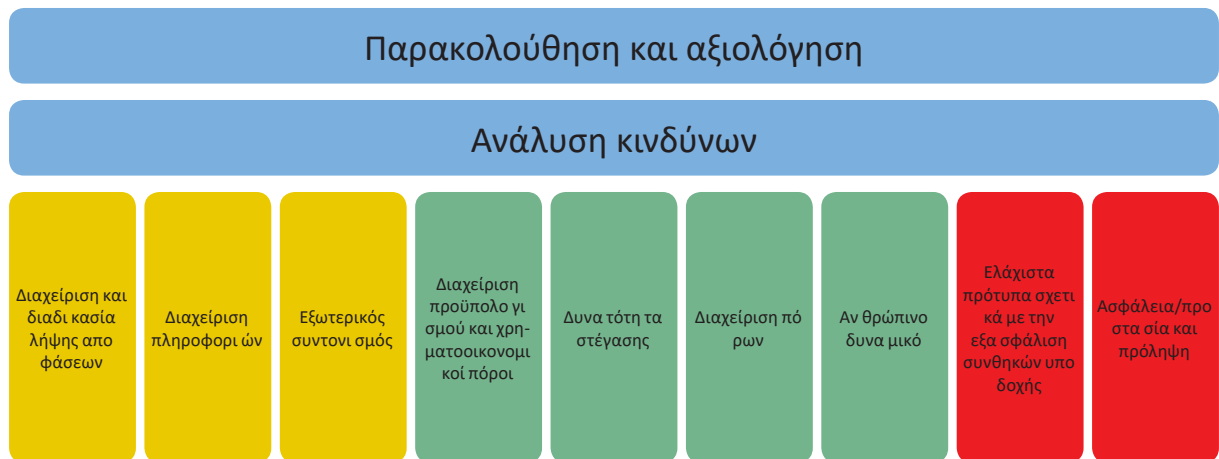 Παρακολούθηση και αξιολόγηση
Ανάλυση κινδύνων
Διαχείριση και
διαδι κασία
λήψης απο
φάσεων
Διαχείριση
πληροφορι ών
Εξωτερικός
συντονι σμός
Διαχείριση
προϋπολο γι
σμού και χρη-
ματοοικονομι
κοί πόροι
Δυνα τότη τα
στέγασης
Διαχείριση πό
ρων
Αν θρώπινο
δυνα μικό
Ελάχιστα
πρότυπα σχετι
κά με την
εξα σφάλιση
συνθηκών υπο
δοχής
Ασφάλεια/προ
στα σία και
πρόληψη